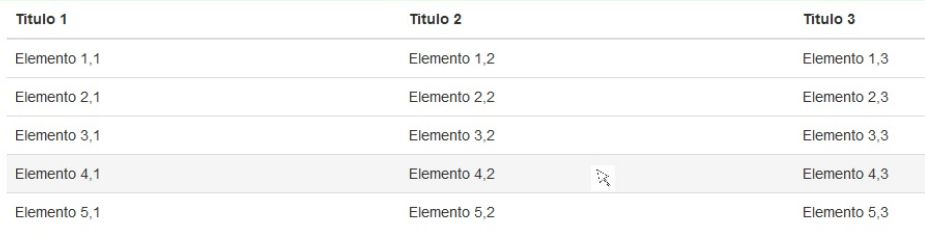 Titulo 1 Titulo 2 Titulo 3
Elemento 1,1 Elemento 1,2 Elemento 1,3
Elemento 2,1 Elemento 2,2 Elemento 2,3
Elemento 3,1 Elemento 3,2 Elemento 3,3
Elemento 4,1 Elemento 4,2 Elemento 4,3
Elemento 5,1 Elemento 5,2 Elemento 5,3